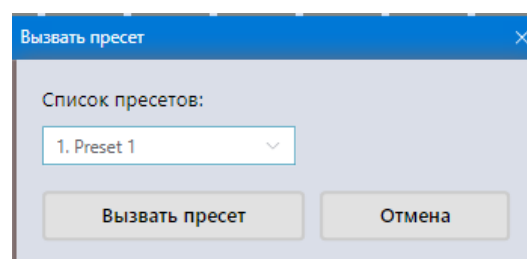 Вызвать пресет
Список пресетов:
1. Preset 1
Вызвать пресет Отмена